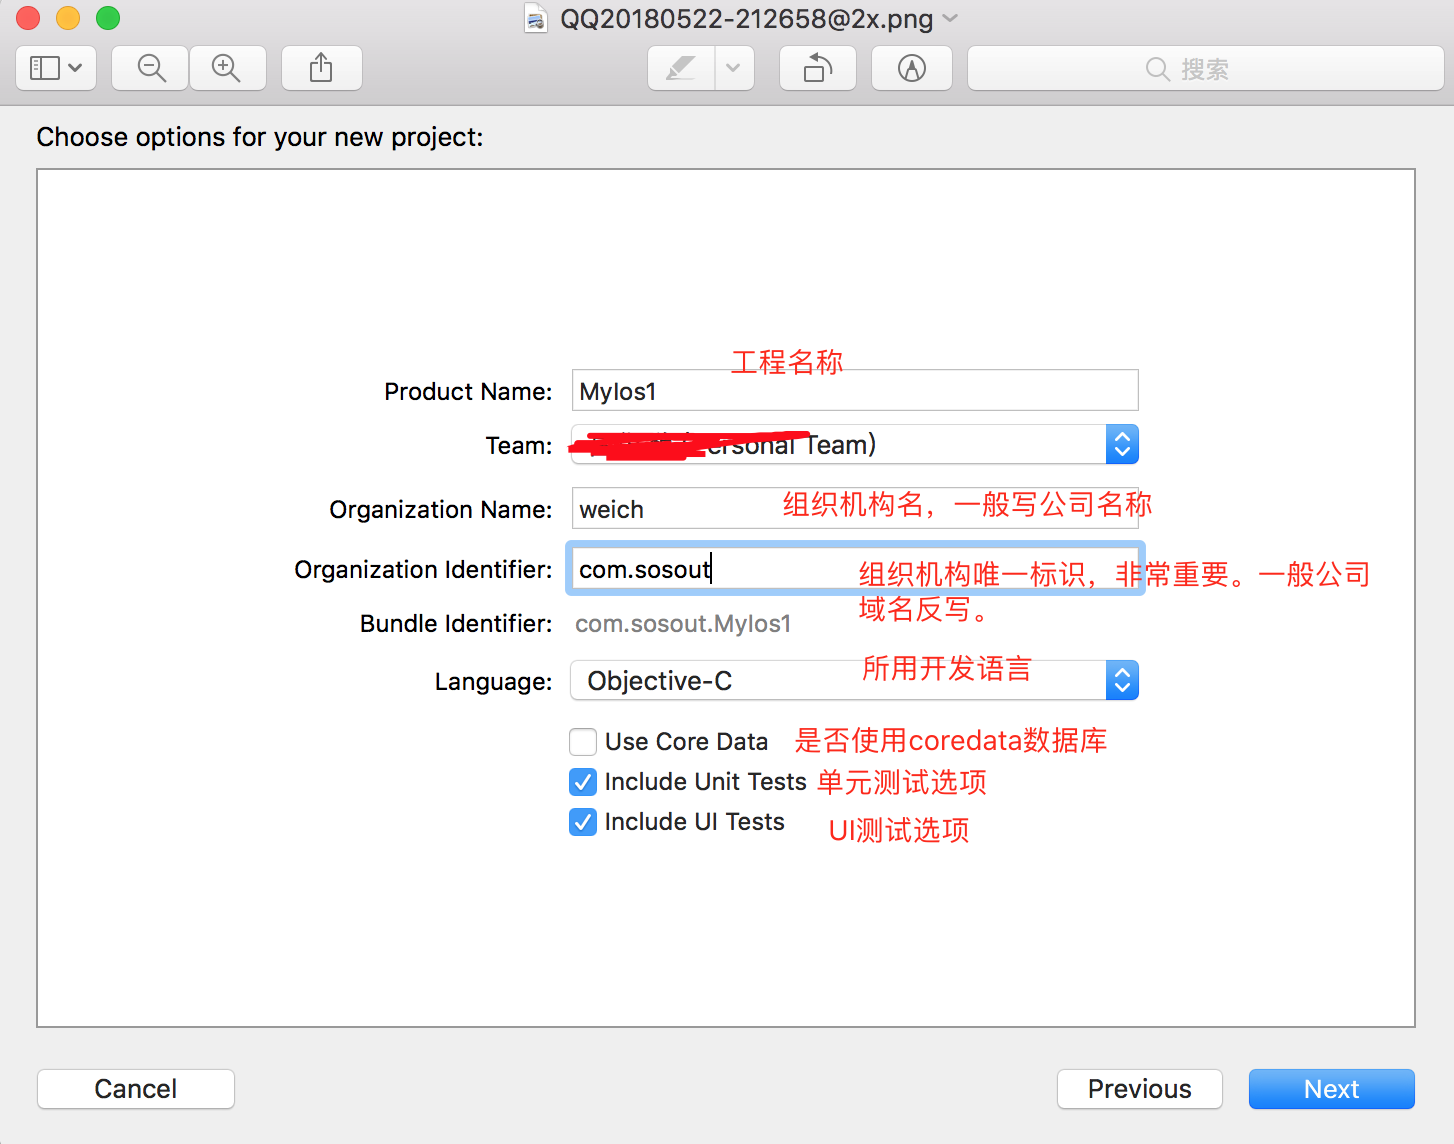 QQ20180522-212658@2x.png
搜索
Choose options for your new project:
工程名称
Product Name: MyIos1
Team: ersonal Team)
Organization Name: weich 组织机构名，一般写公司名称
Organization Identifier: com.sosout 组织机构唯一标识，非常重要。一般公司
域名反写。
Bundle Identifier: com.sosout.MyIos1
Language: Objective-C 所用开发语言
Use Core Data 是否使用coredata数据库
Include Unit Tests 单元测试选项
Include UI Tests UI测试选项
Cancel Previous Next